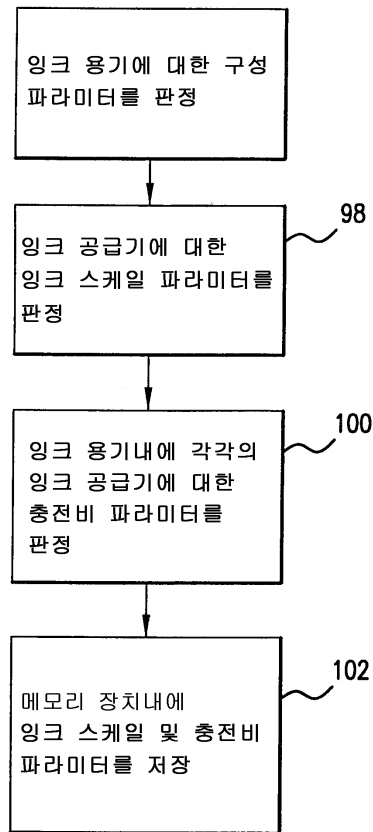 잉크 용기에 대한 구성
파라미터를 판정
98
잉크 공급기에 대한
잉크 스케일 파라미터를
판정
100
잉크 용기내에 각각의
잉크 공급기에 대한
충전비 파라미터를
판정
102
메모리 장치내에
잉크 스케일 및 충전비
파라미터를 저장